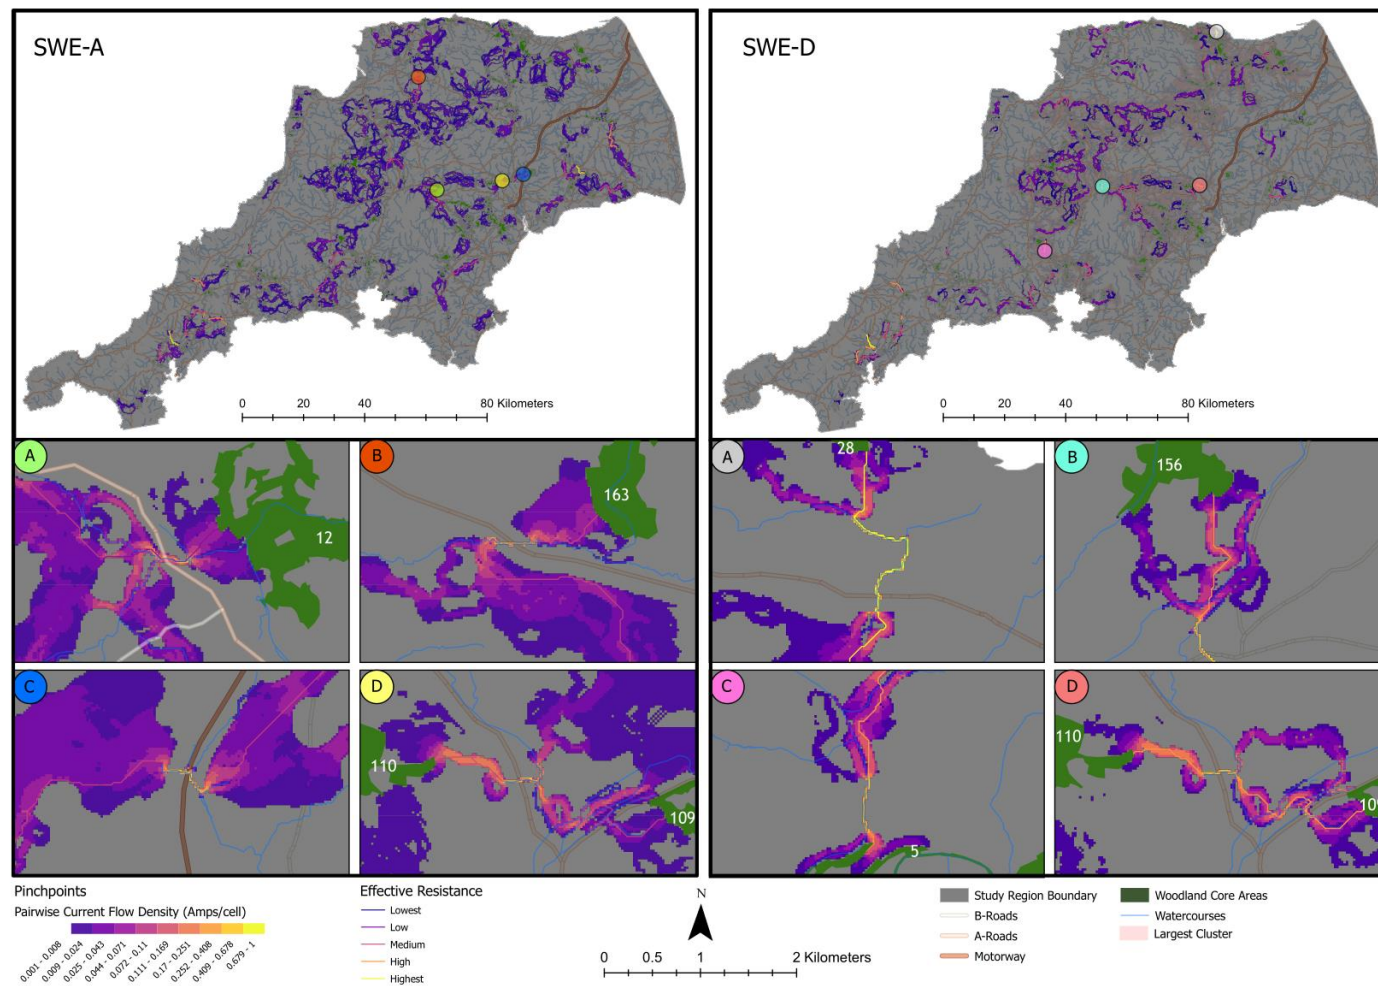 SWE-A
SWE-D
0 20 40 80 Kilometers
0 20 40 80 Kilometers
A
12
B
163
A
28
B
156
C
D
110
109
C
5
D
110
109
Pinchpoints
Pairwise Current Flow Density (Amps/cell)
0.001 - 0.008
0.009 - 0.024
0.025 - 0.043
0.044 - 0.071
0.072 - 0.11
0.111 - 0.169
0.17 - 0.251
0.252 - 0.408
0.409 - 0.678
0.679 - 1
Effective Resistance
Lowest
Low
Medium
High
Highest
N
0 0.5 1 2 Kilometers
Study Region Boundary
B-Roads
A-Roads
Motorway
Woodland Core Areas
Watercourses
Largest Cluster